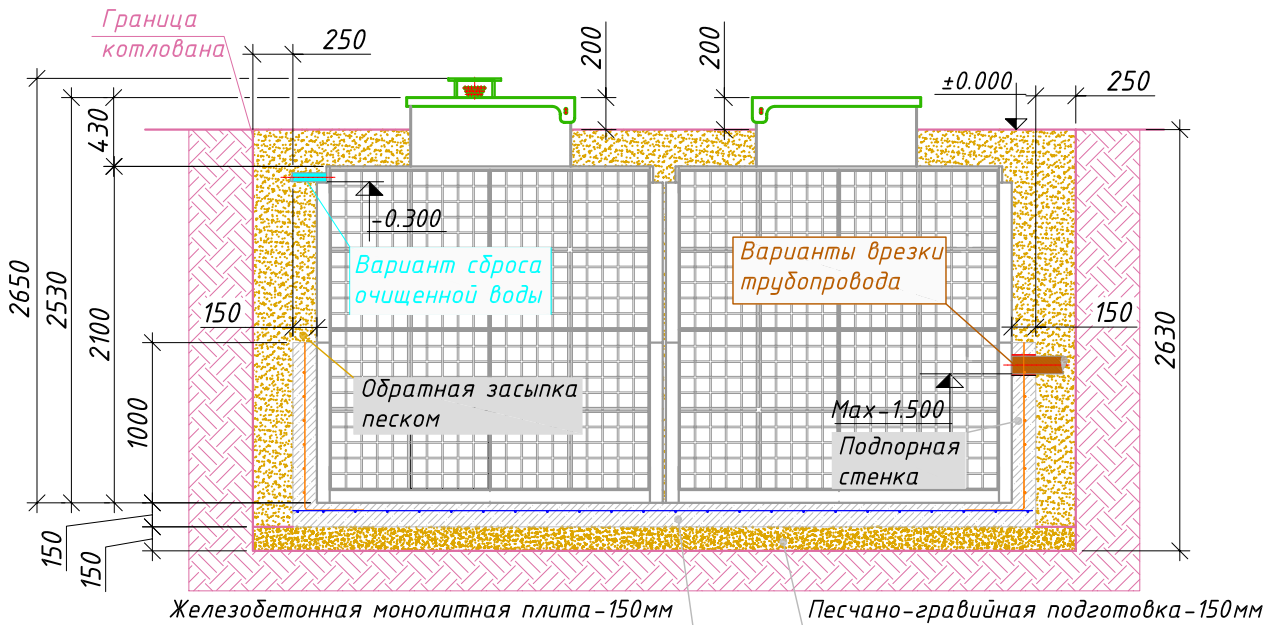 Граница
котлована
250
200
200
±0.000
250
430
2650
2530
2100
-0.300
Вариант сброса
очищенной воды
Варианты врезки
трубопровода
150
150
2630
Обратная засыпка
песком
1000
Max-1.500
Подпорная
стенка
150
150
Железобетонная монолитная плита-150мм
Песчано-гравийная подготовка-150мм